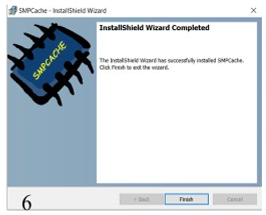 SMPCache - InstallShield Wizard
InstallShield Wizard Completed
SMPCACHE
The InstallShield Wizard has successfully installed SMPCache.
Click Finish to exit the wizard.
6
< Back
Finish
Cancel